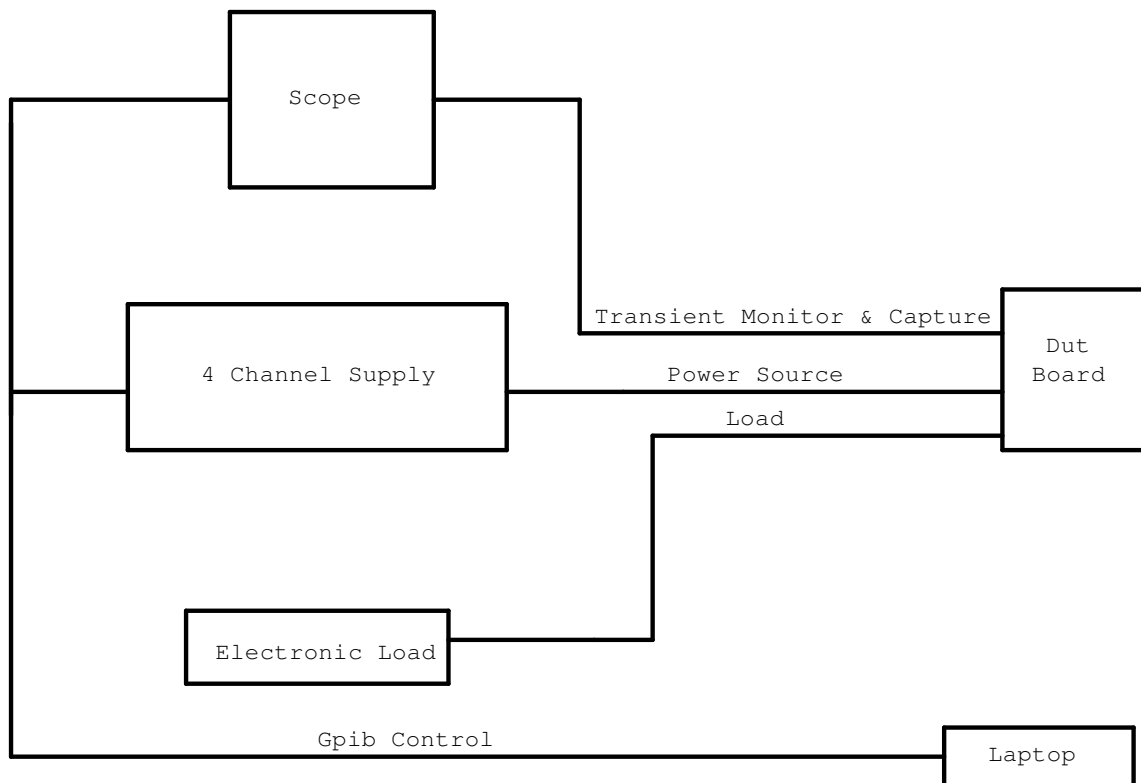 Scope
Transient Monitor & Capture
4 Channel Supply
Power Source
Dut
Board
Load
Electronic Load
Gpib Control
Laptop